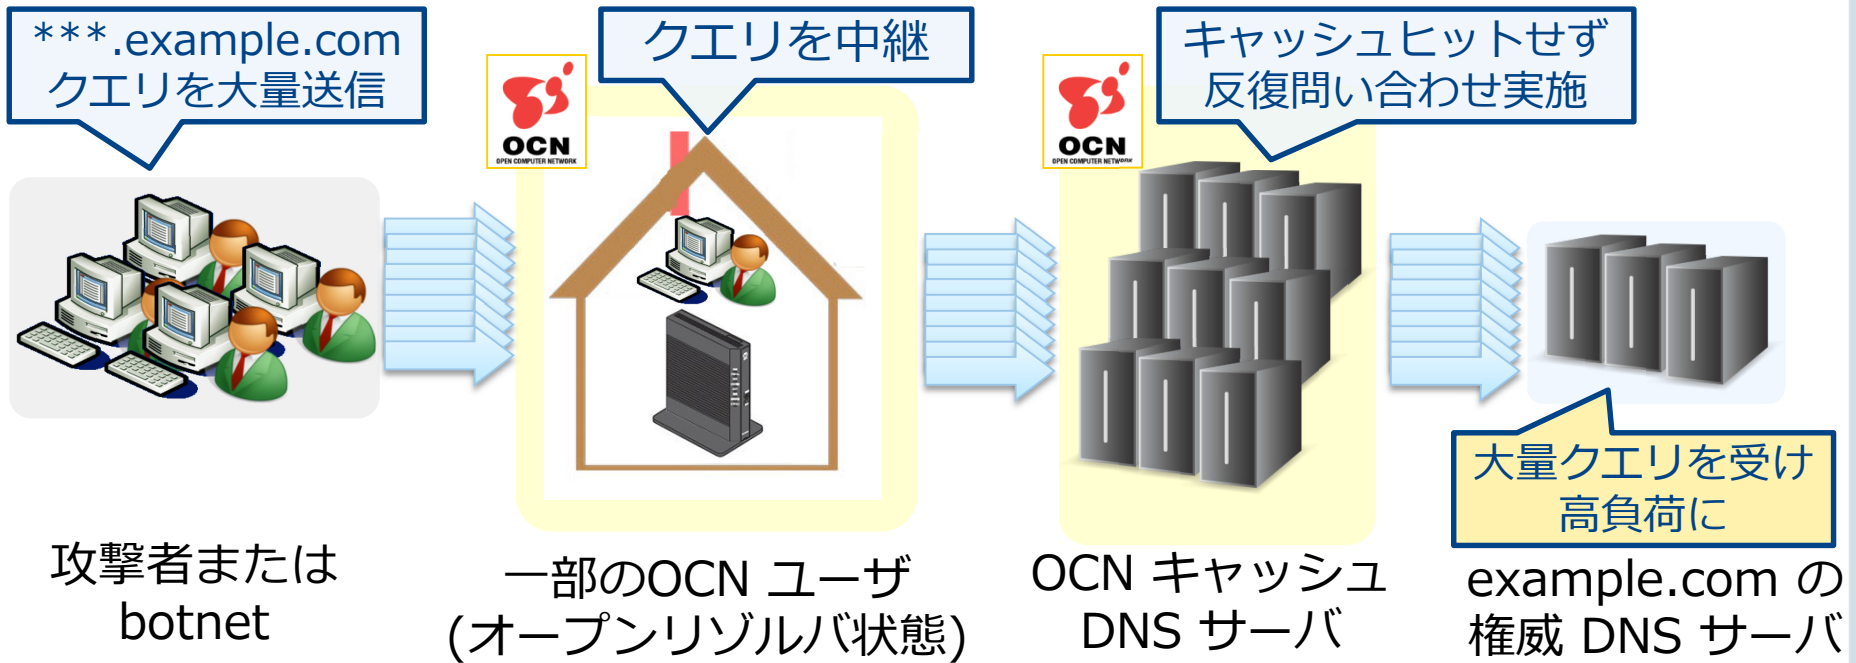 ***.example.com
クエリを大量送信
クエリを中継
キャッシュヒットせず
反復問い合わせ実施
OCN
OPEN COMPUTER NETWORK
OCN
OPEN COMPUTER NETWORK
大量クエリを受け
高負荷に
攻撃者または
botnet
一部のOCN ユーザ
(オープンリゾルバ状態)
OCN キャッシュ
DNS サーバ
example.com の
権威 DNS サーバ